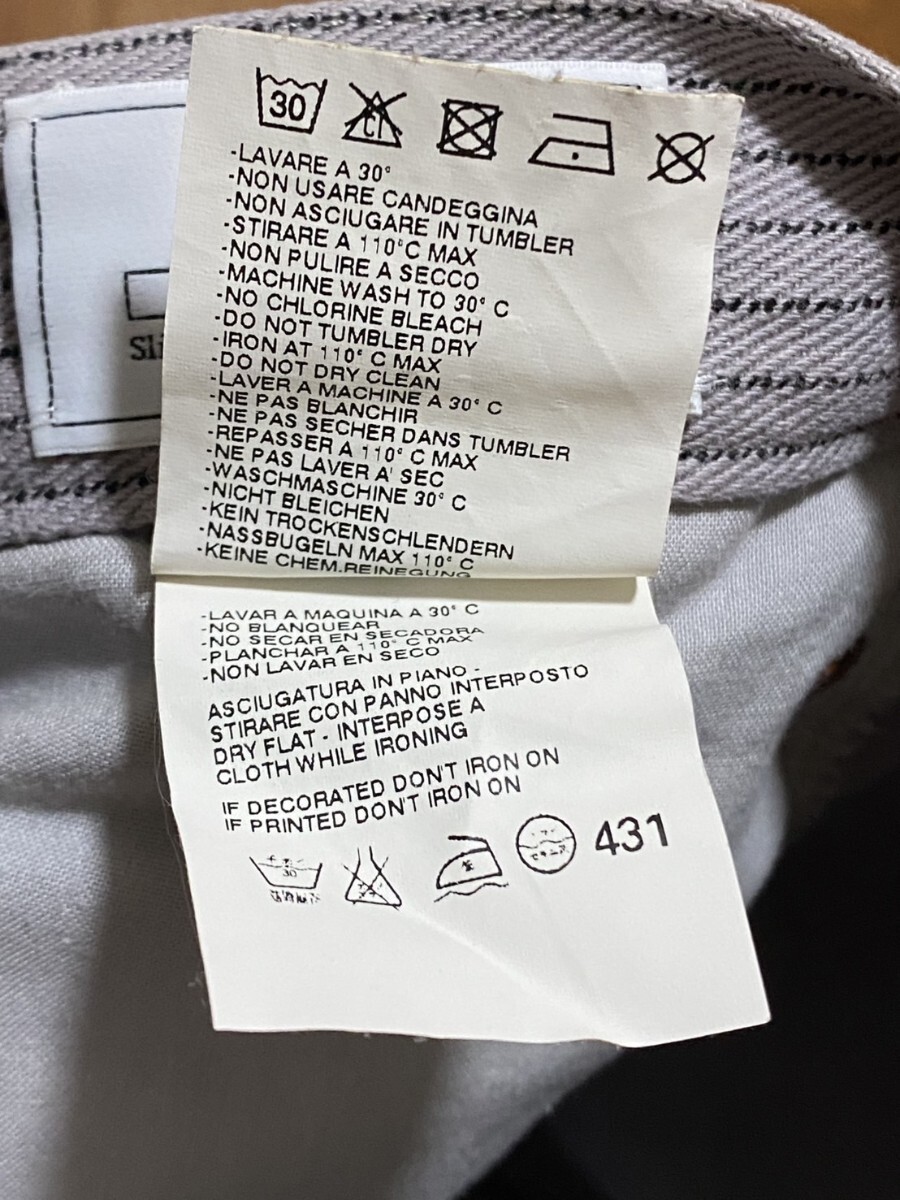 30
CL
-LAVARE A 30°
-NON USARE CANDEGGINA
-NON ASCIUGARE IN TUMBLER
-STIRARE A 110°C MAX
-NON PULIRE A SECCO
-MACHINE WASH TO 30° C
-NO CHLORINE BLEACH
-DO NOT TUMBLER DRY
-IRON AT 110° C MAX
-DO NOT DRY CLEAN
-LAVER A MACHINE A 30° C
-NE PAS BLANCHIR
-NE PAS SECHER DANS TUMBLER
-REPASSER A 110° C MAX
-NE PAS LAVER A' SEC
-WASCHMASCHINE 30° C
-NICHT BLEICHEN
-KEIN TROCKENSCHLENDERN
-NASSBUGELN MAX 110° C
-KEINE CHEM.REINEGUNG
-LAVAR A MAQUINA A 30° C
-NO BLANQUEAR
-NO SECAR EN SECADORA
-PLANCHAR A 110° C MAX
-NON LAVAR EN SECO
ASCIUGATURA IN PIANO -
STIRARE CON PANNO INTERPOSTO
DRY FLAT - INTERPOSE A
CLOTH WHILE IRONING
IF DECORATED DON'T IRON ON
IF PRINTED DON'T IRON ON
30
431